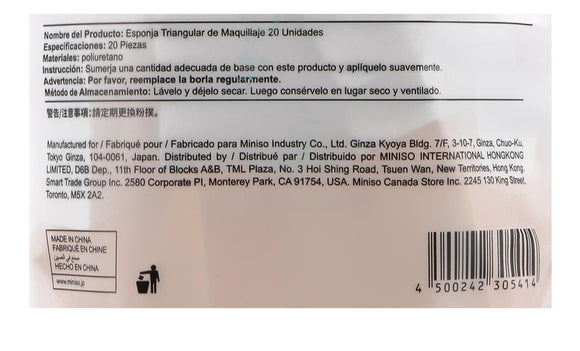 Nombre del Producto: Esponja Triangular de Maquillaje 20 Unidades
Especificaciones: 20 Piezas
Materiales: poliuretano
Instrucción: Sumerja una cantidad adecuada de base con este producto y aplíquelo suavemente.
Advertencia: Por favor, reemplace la borla regularmente.
Método de Almacenamiento: Lávelo y déjelo secar. Luego consérvelo en lugar seco y ventilado.
警告/注意事項:請定期更換粉撲。
Manufactured for / Fabriqué pour / Fabricado para Miniso Industry Co., Ltd. Ginza Kyoya Bldg. 7/F, 3-10-7, Ginza, Chuo-Ku,
Tokyo Ginza, 104-0061, Japan. Distributed by / Distribué par / Distribuido por MINISO INTERNATIONAL HONGKONG
LIMITED, D6B Dep., 11th Floor of Blocks A&B, TML Plaza, No. 3 Hoi Shing Road, Tsuen Wan, New Territories, Hong Kong.
Smart Trade Group Inc. 2580 Corporate Pl, Monterey Park, CA 91754, USA. Miniso Canada Store Inc. 2245 130 King Street,
Toronto, M5X 2A2.
MADE IN CHINA
FABRIQUÉ EN CHINE
صنع في الصين
HECHO EN CHINA
www.miniso.jp
4 500242 305414